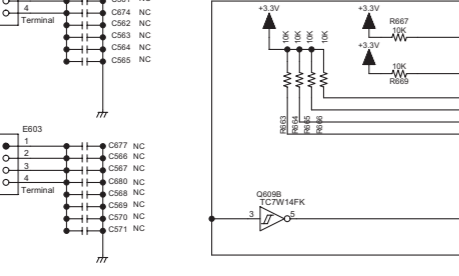 4
Terminal
C674 NC
C562 NC
C563 NC
C564 NC
C565 NC
E603
1
2
3
4
Terminal
C677 NC
C566 NC
C567 NC
C680 NC
C568 NC
C569 NC
C570 NC
C571 NC
+3.3V
10K
10K
10K
10K
R663
R664
R665
R666
+3.3V
R667
10K
+3.3V
10K
R669
Q609B
TC7W14FK
3
5